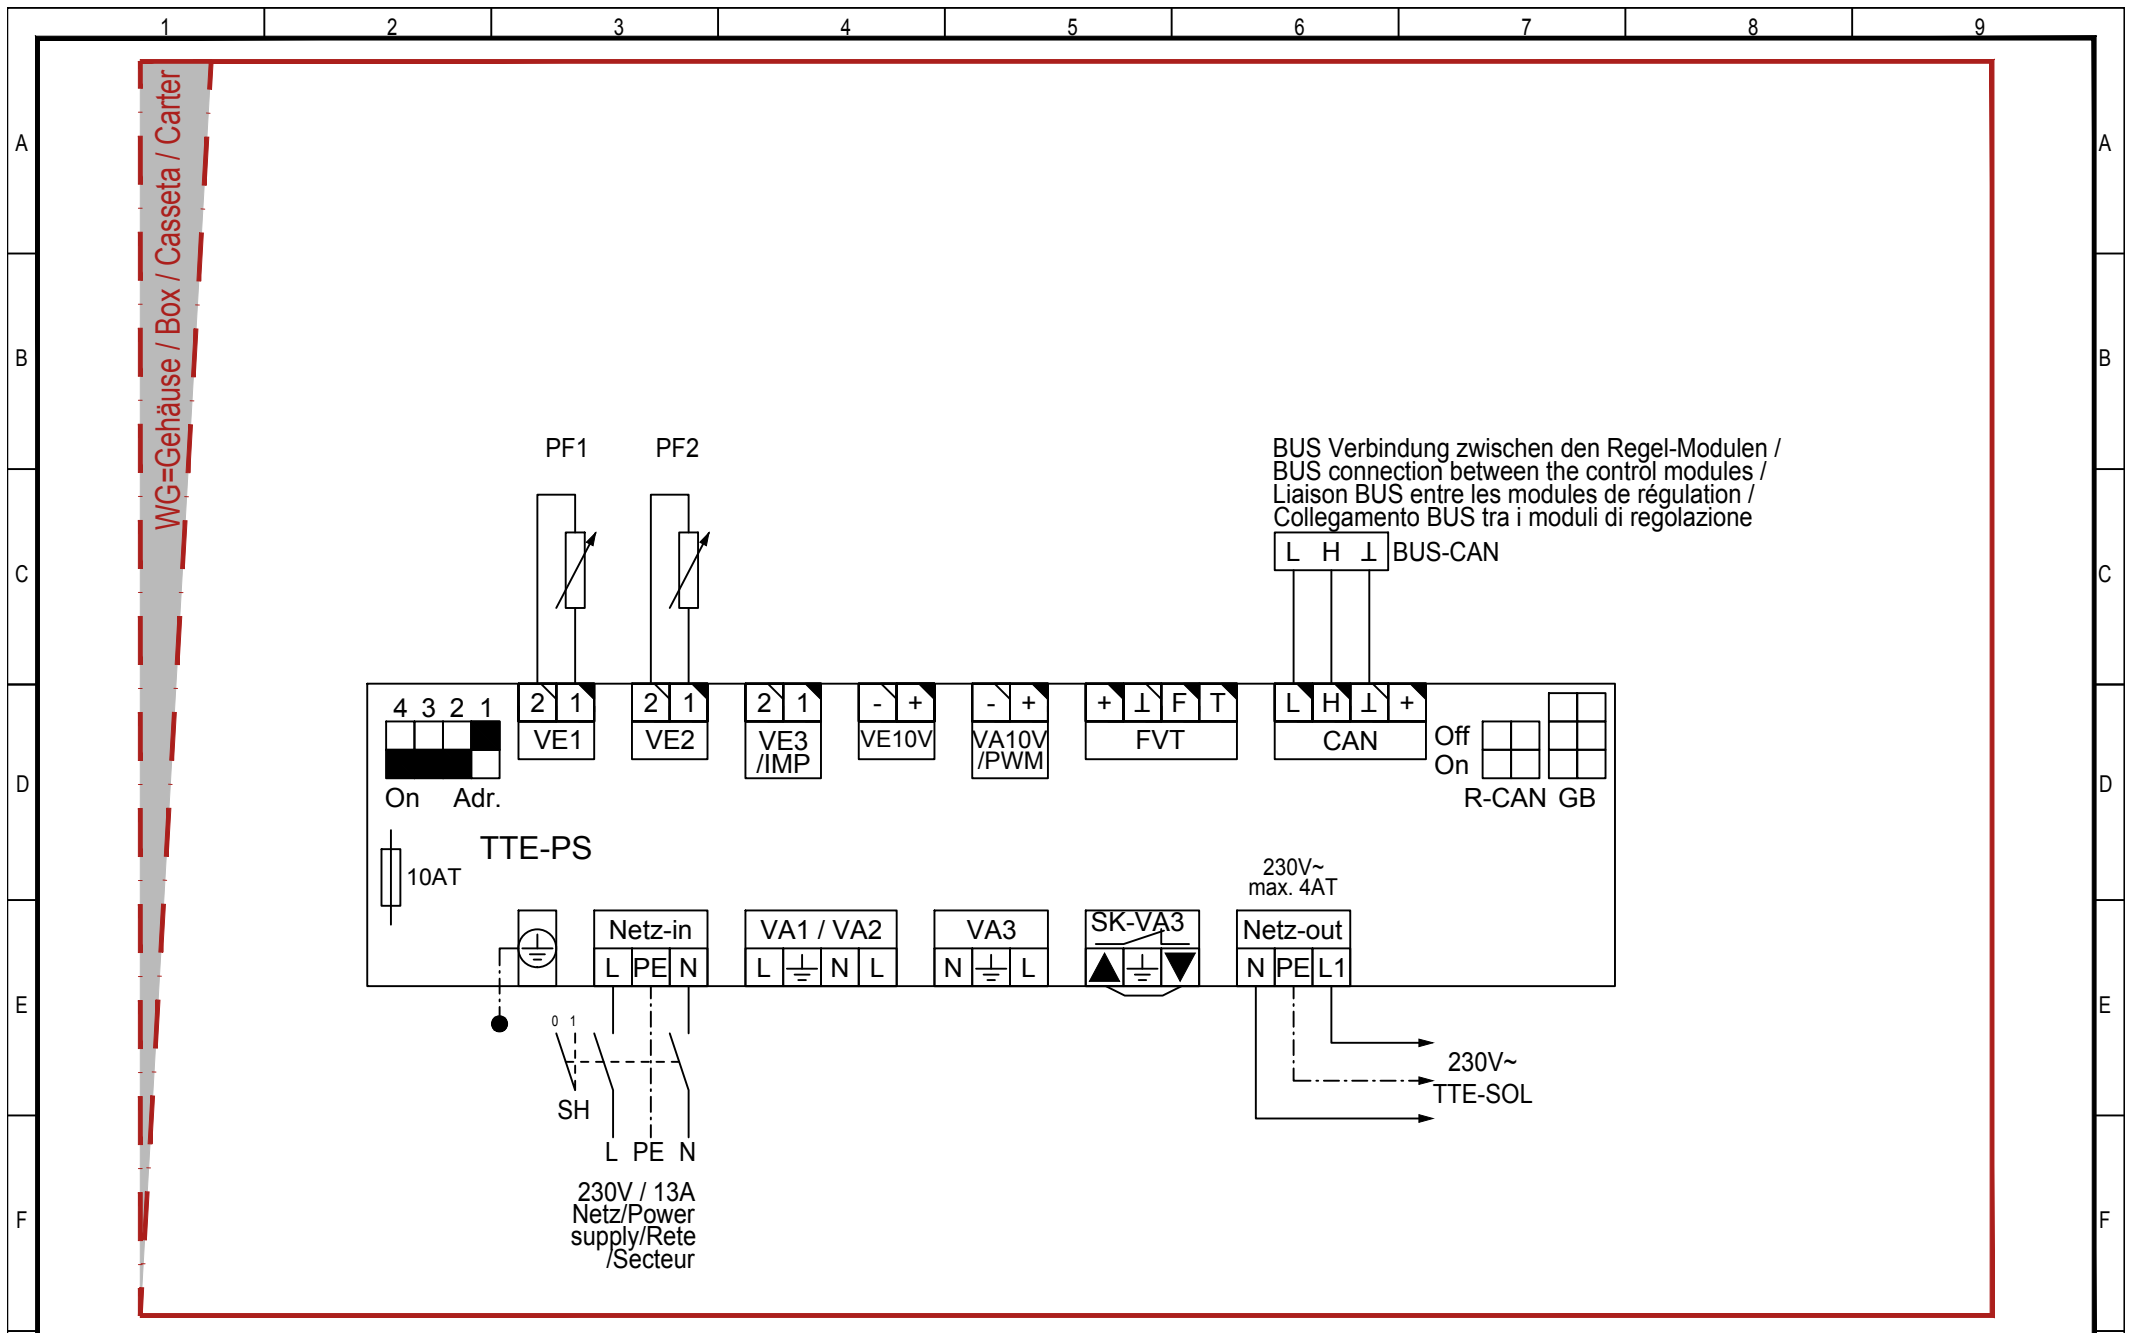 1 2 3 4 5 6 7 8 9
A A
B B
C C
D D
E E
F F
WG=Gehäuse / Box / Casseta / Carter
PF1 PF2
BUS Verbindung zwischen den Regel-Modulen /
BUS connection between the control modules /
Liaison BUS entre les modules de régulation /
Collegamento BUS tra i moduli di regolazione
L H ⊥ BUS-CAN
4 3 2 1
On Adr.
2 1
VE1
2 1
VE2
2 1
VE3
/IMP
- +
VE10V
- +
VA10V
/PWM
+ ⊥ F T
FVT
L H ⊥ +
CAN
Off
On
R-CAN GB
TTE-PS
10AT
230V~
max. 4AT
Netz-in
L PE N
VA1 / VA2
L N L
VA3
N L
SK-VA3
Netz-out
N PE L1
0 1
SH
L PE N
230V / 13A
Netz/Power
supply/Rete
/Secteur
230V~
TTE-SOL